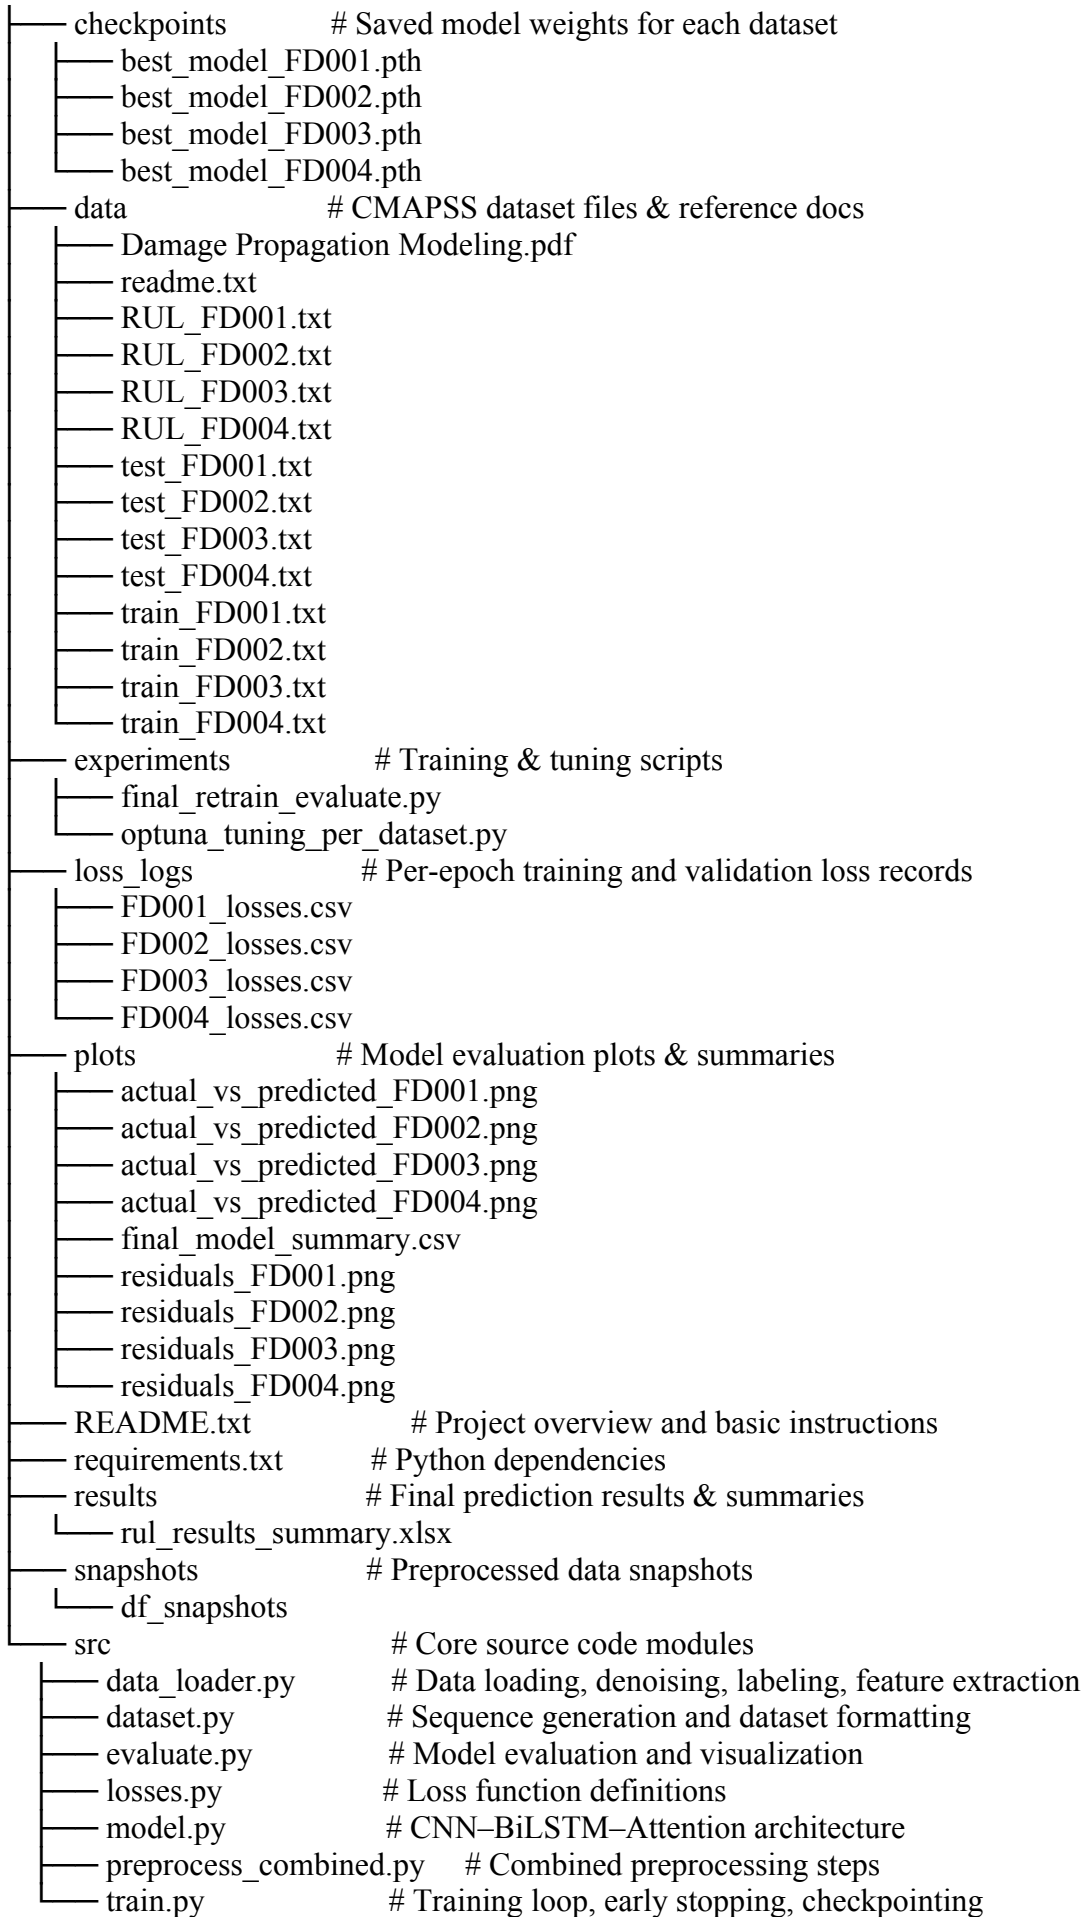 ├── checkpoints # Saved model weights for each dataset
│ ├── best_model_FD001.pth
│ ├── best_model_FD002.pth
│ ├── best_model_FD003.pth
│ └── best_model_FD004.pth
├── data # CMAPSS dataset files & reference docs
│ ├── Damage Propagation Modeling.pdf
│ ├── readme.txt
│ ├── RUL_FD001.txt
│ ├── RUL_FD002.txt
│ ├── RUL_FD003.txt
│ ├── RUL_FD004.txt
│ ├── test_FD001.txt
│ ├── test_FD002.txt
│ ├── test_FD003.txt
│ ├── test_FD004.txt
│ ├── train_FD001.txt
│ ├── train_FD002.txt
│ ├── train_FD003.txt
│ └── train_FD004.txt
├── experiments # Training & tuning scripts
│ ├── final_retrain_evaluate.py
│ └── optuna_tuning_per_dataset.py
├── loss_logs # Per-epoch training and validation loss records
│ ├── FD001_losses.csv
│ ├── FD002_losses.csv
│ ├── FD003_losses.csv
│ └── FD004_losses.csv
├── plots # Model evaluation plots & summaries
│ ├── actual_vs_predicted_FD001.png
│ ├── actual_vs_predicted_FD002.png
│ ├── actual_vs_predicted_FD003.png
│ ├── actual_vs_predicted_FD004.png
│ ├── final_model_summary.csv
│ ├── residuals_FD001.png
│ ├── residuals_FD002.png
│ ├── residuals_FD003.png
│ └── residuals_FD004.png
├── README.txt # Project overview and basic instructions
├── requirements.txt # Python dependencies
├── results # Final prediction results & summaries
│ └── rul_results_summary.xlsx
├── snapshots # Preprocessed data snapshots
│ └── df_snapshots
└── src # Core source code modules
├── data_loader.py # Data loading, denoising, labeling, feature extraction
├── dataset.py # Sequence generation and dataset formatting
├── evaluate.py # Model evaluation and visualization
├── losses.py # Loss function definitions
├── model.py # CNN–BiLSTM–Attention architecture
├── preprocess_combined.py # Combined preprocessing steps
└── train.py # Training loop, early stopping, checkpointing